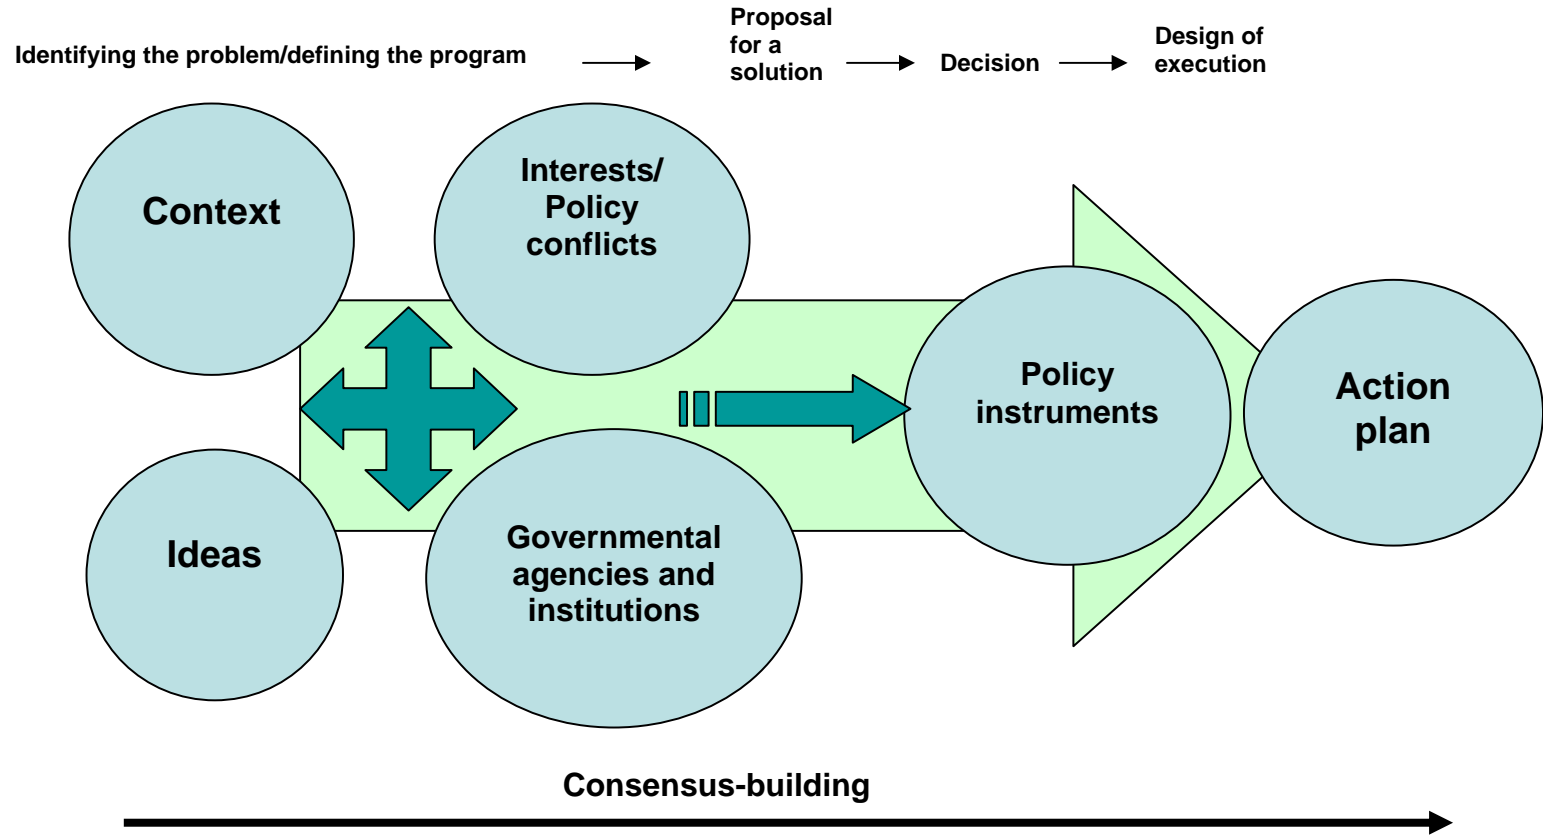 Proposal
for a
solution
Identifying the problem/defining the program
Decision
Design of
execution
Context
Interests/
Policy
conflicts
Policy
instruments
Action
plan
Ideas
Governmental
agencies and
institutions
Consensus-building